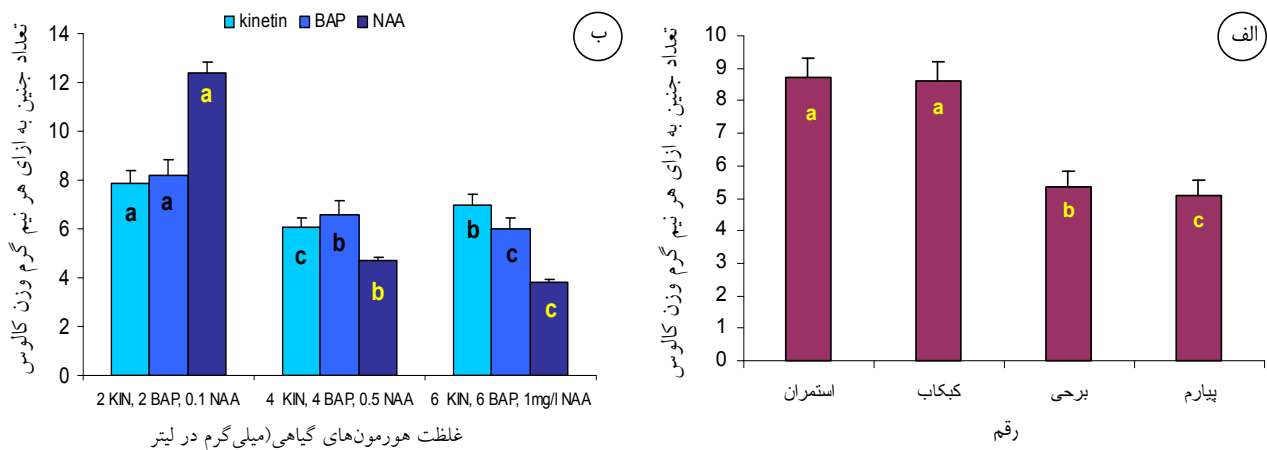 الف
تعداد جنین به ازای هر نیم گرم وزن کالوس
10
9
8
7
6
5
4
3
2
1
0
a
a
b
c
استمران
کبکاب
برحی
پیارم
رقم
ب
kinetin BAP NAA
تعداد جنین به ازای هر نیم گرم وزن کالوس
14
12
10
8
6
4
2
0
a
a
a
c
b
b
b
c
c
2 KIN, 2 BAP, 0.1 NAA
4 KIN, 4 BAP, 0.5 NAA
6 KIN, 6 BAP, 1mg/l NAA
غلظت هورمون‌های گیاهی(میلی‌گرم در لیتر